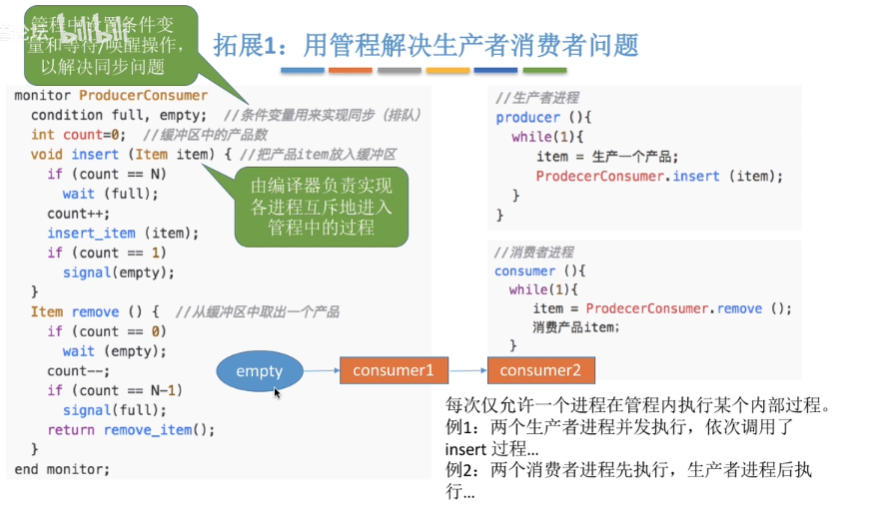 管程中设置条件变
量和等待/唤醒操作，
以解决同步问题
bilibili
拓展1：用管程解决生产者消费者问题
monitor ProducerConsumer
condition full, empty; //条件变量用来实现同步（排队）
int count=0; //缓冲区中的产品数
void insert (Item item) { //把产品item放入缓冲区
if (count == N)
wait (full);
count++;
insert_item (item);
if (count == 1)
signal(empty);
}
Item remove () { //从缓冲区中取出一个产品
if (count == 0)
wait (empty);
count--;
if (count == N-1)
signal(full);
return remove_item();
}
end monitor;
由编译器负责实现
各进程互斥地进入
管程中的过程
//生产者进程
producer (){
while(1){
item = 生产一个产品;
ProdecerConsumer.insert (item);
}
}
//消费者进程
consumer (){
while(1){
item = ProdecerConsumer.remove ();
消费产品item;
}
empty
consumer1
consumer2
每次仅允许一个进程在管程内执行某个内部过程。
例1：两个生产者进程并发执行，依次调用了
insert 过程...
例2：两个消费者进程先执行，生产者进程后执
行...